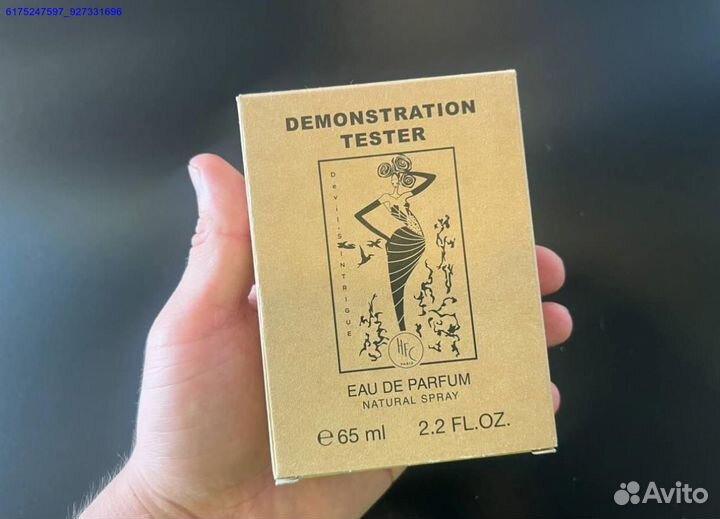 6175247597_927331696
DEMONSTRATION
TESTER
Devil'S INTRIGUE
HFC
PARIS
EAU DE PARFUM
NATURAL SPRAY
℮ 65 ml 2.2 FL.OZ.
Avito